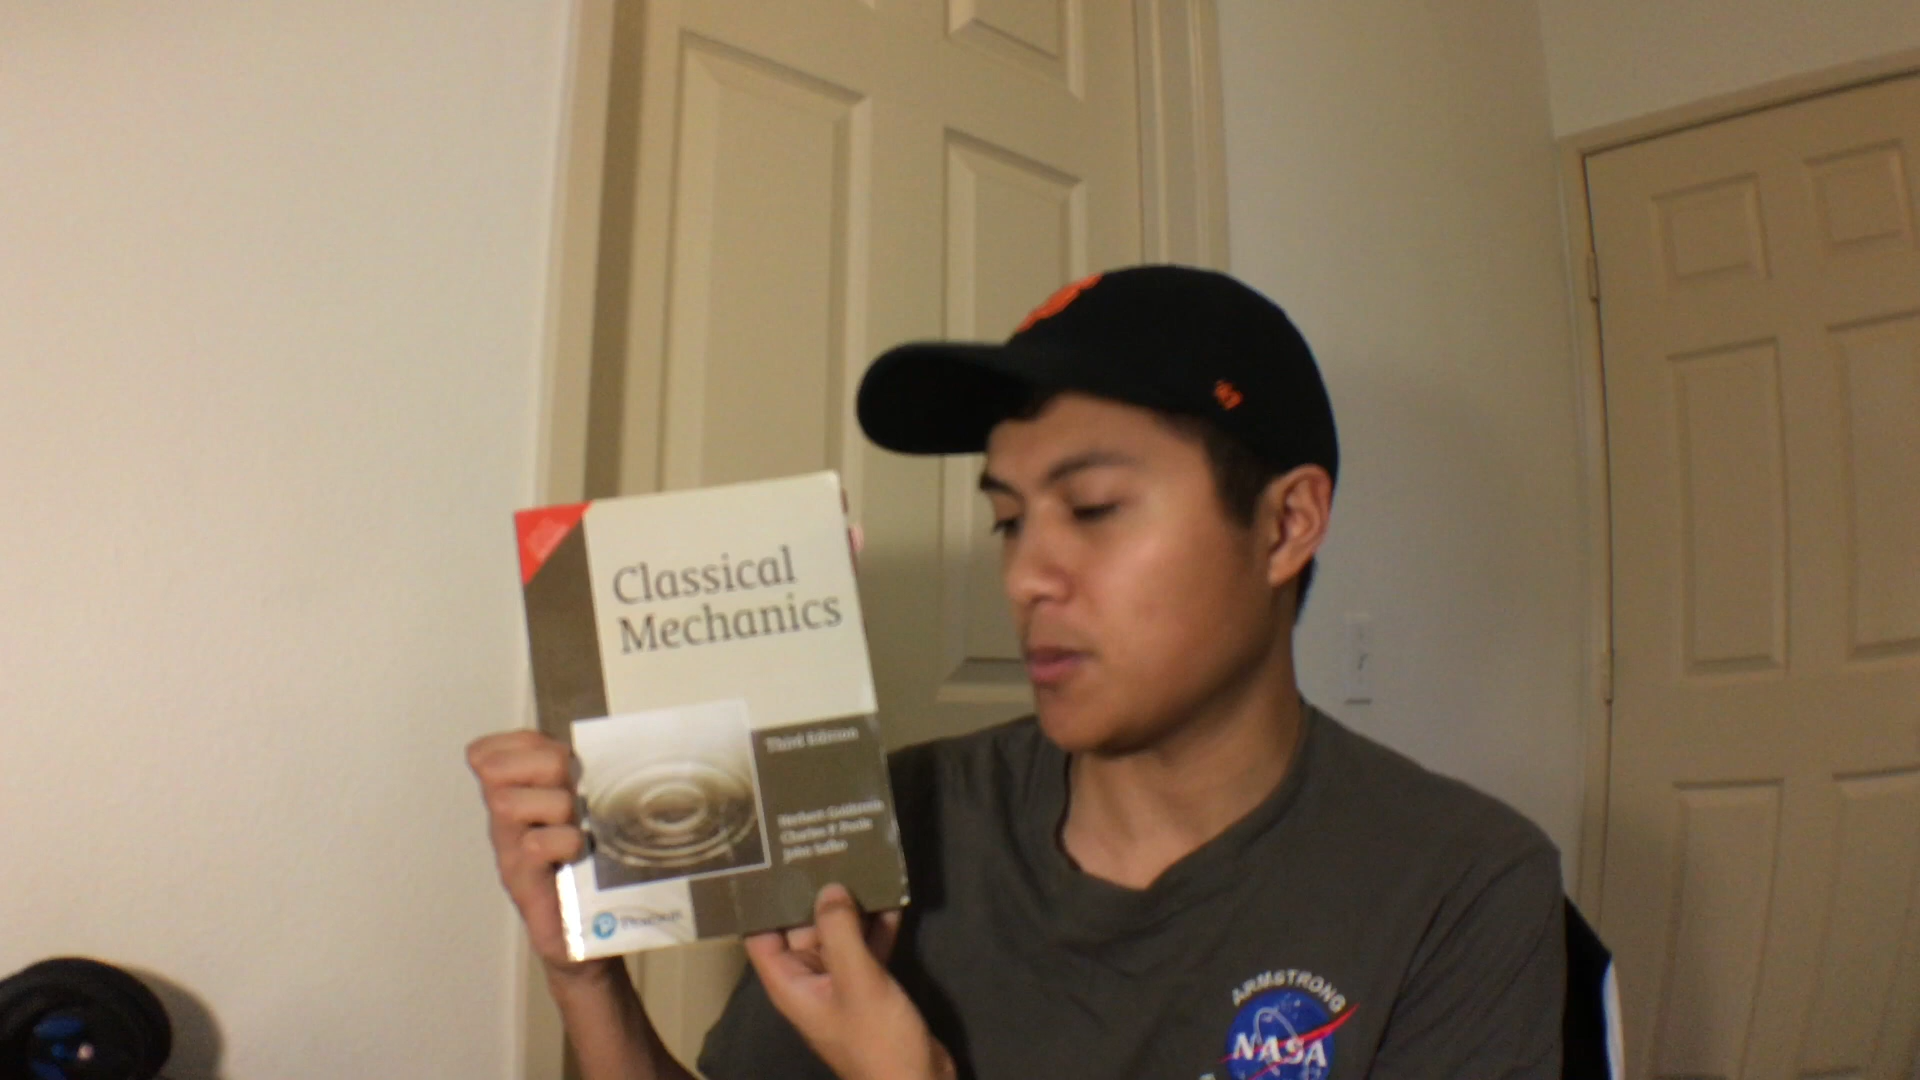 Classical
Mechanics
Third Edition
Herbert Goldstein
Charles P. Poole
John Safko
Pearson
ARMSTRONG
NASA